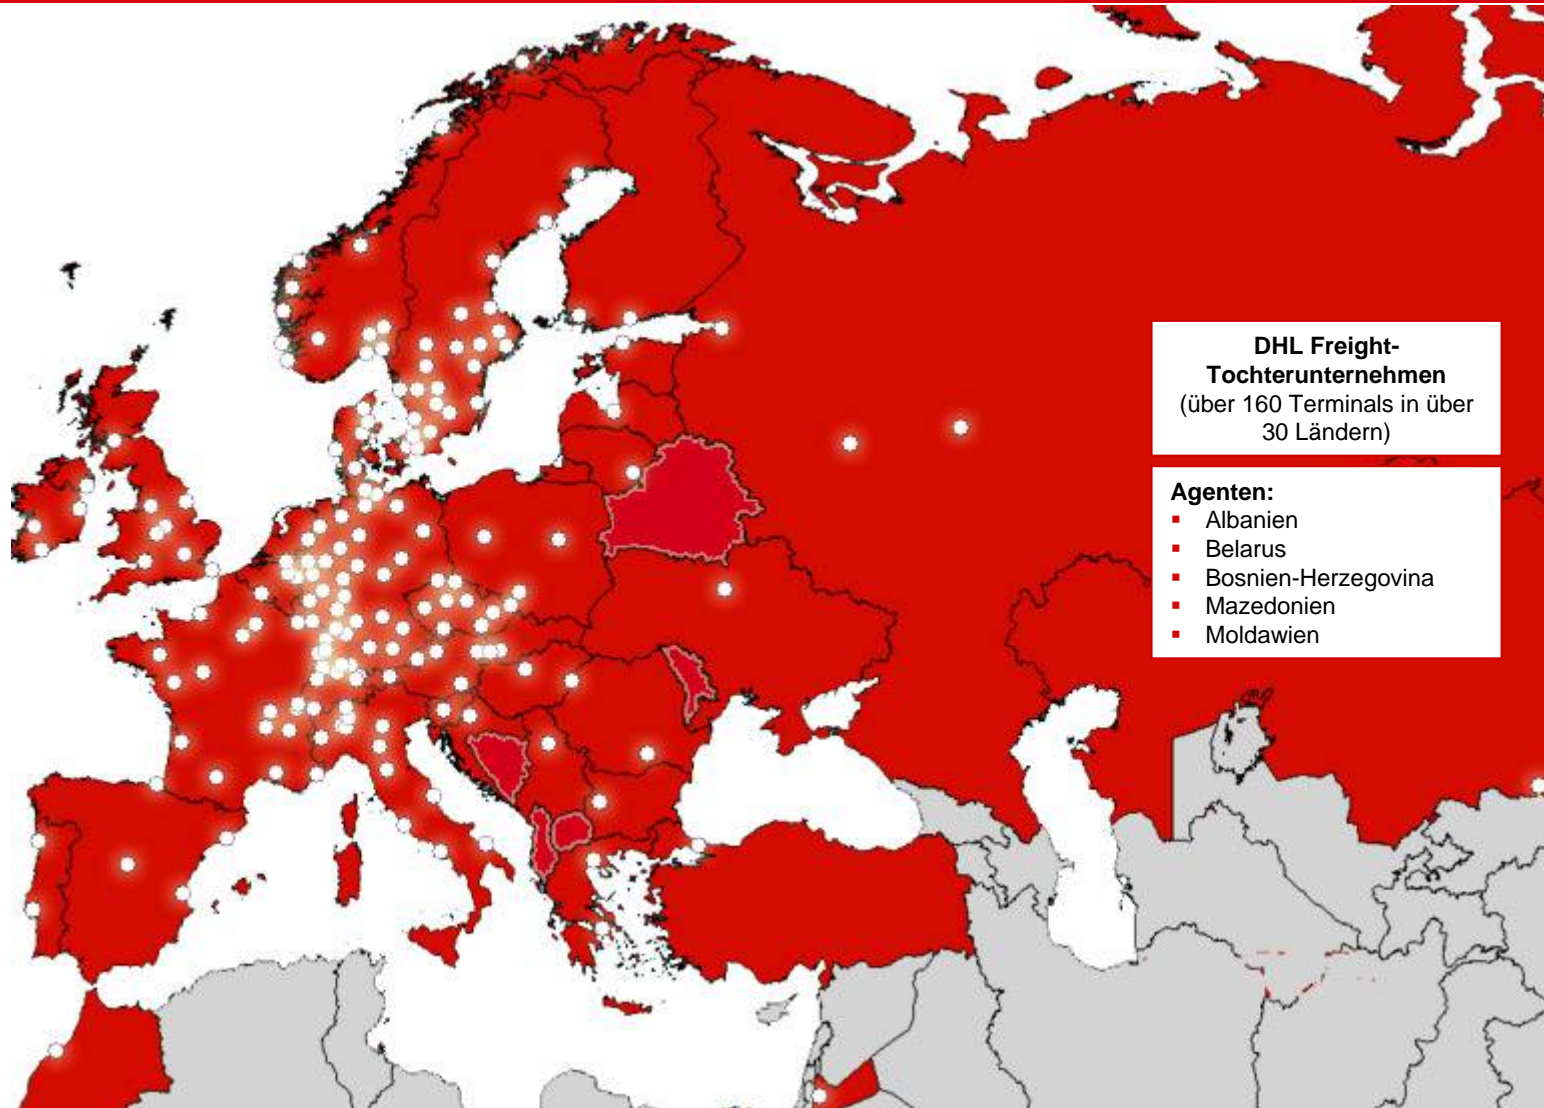 DHL Freight-
Tochterunternehmen
(über 160 Terminals in über
30 Ländern)
Agenten:
▪ Albanien
▪ Belarus
▪ Bosnien-Herzegovina
▪ Mazedonien
▪ Moldawien